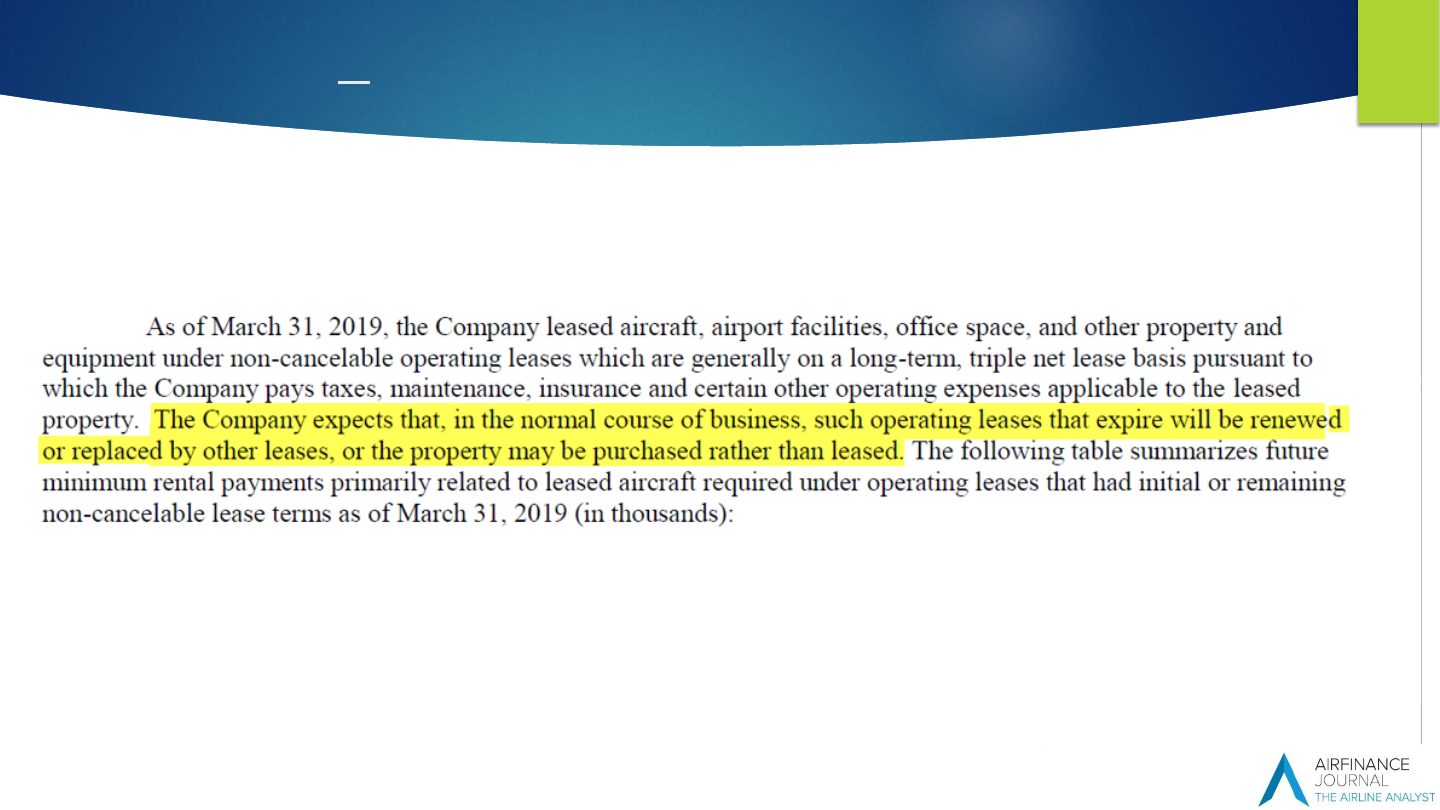 —
As of March 31, 2019, the Company leased aircraft, airport facilities, office space, and other property and
equipment under non-cancelable operating leases which are generally on a long-term, triple net lease basis pursuant to
which the Company pays taxes, maintenance, insurance and certain other operating expenses applicable to the leased
property. The Company expects that, in the normal course of business, such operating leases that expire will be renewed
or replaced by other leases, or the property may be purchased rather than leased. The following table summarizes future
minimum rental payments primarily related to leased aircraft required under operating leases that had initial or remaining
non-cancelable lease terms as of March 31, 2019 (in thousands):
AIRFINANCE
JOURNAL
THE AIRLINE ANALYST